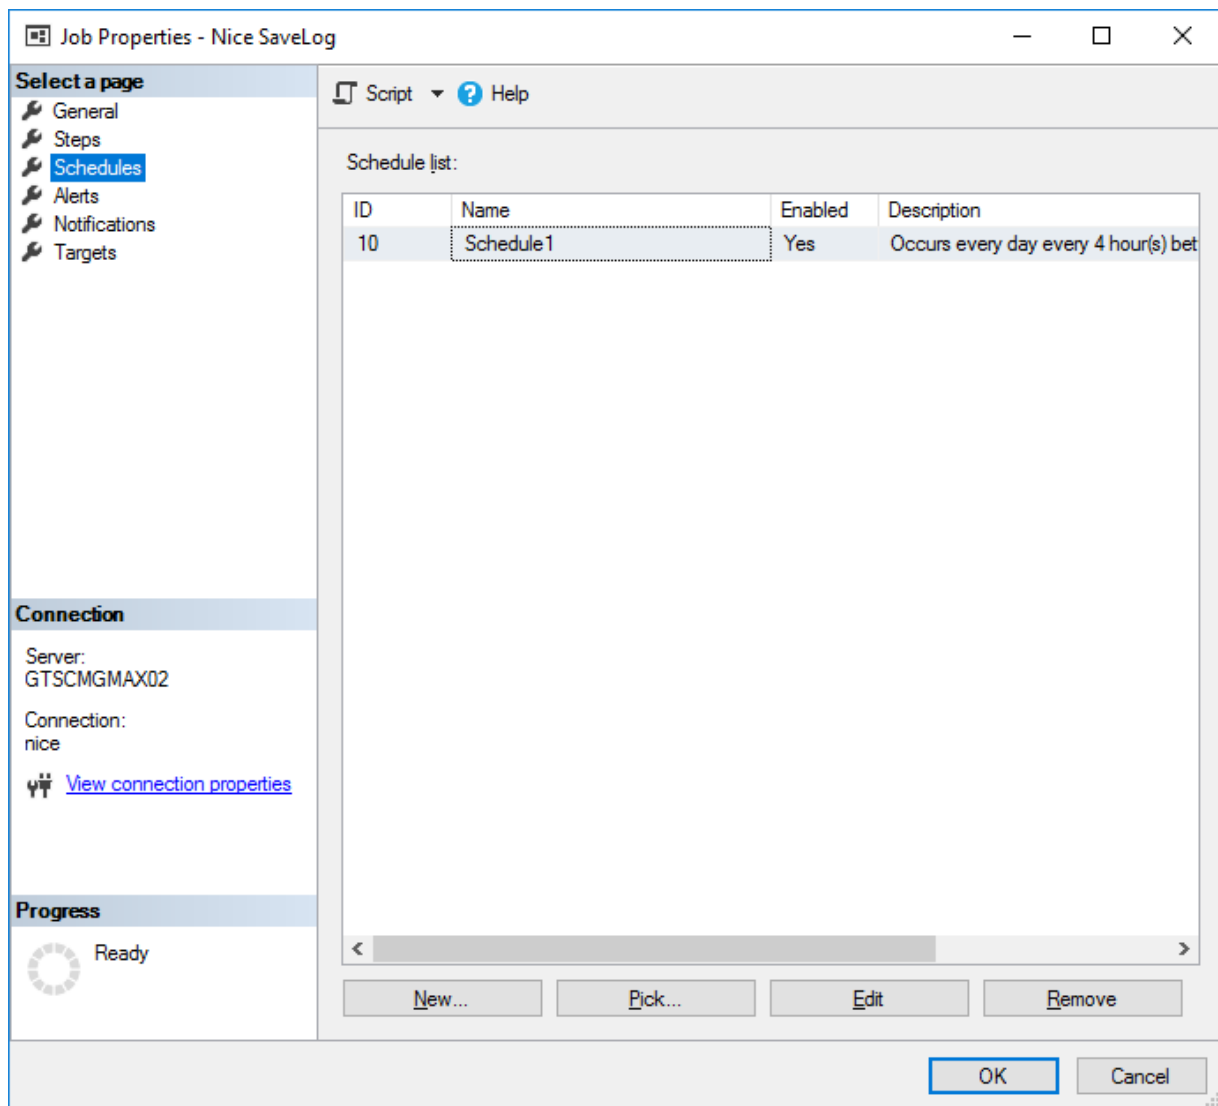 Job Properties - Nice SaveLog
Select a page
General
Steps
Schedules
Alerts
Notifications
Targets
Script
Help
Schedule list:
ID Name Enabled Description
10 Schedule1 Yes Occurs every day every 4 hour(s) bet
Connection
Server:
GTSCMGMAX02
Connection:
nice
View connection properties
Progress
Ready
New... Pick... Edit Remove
OK Cancel